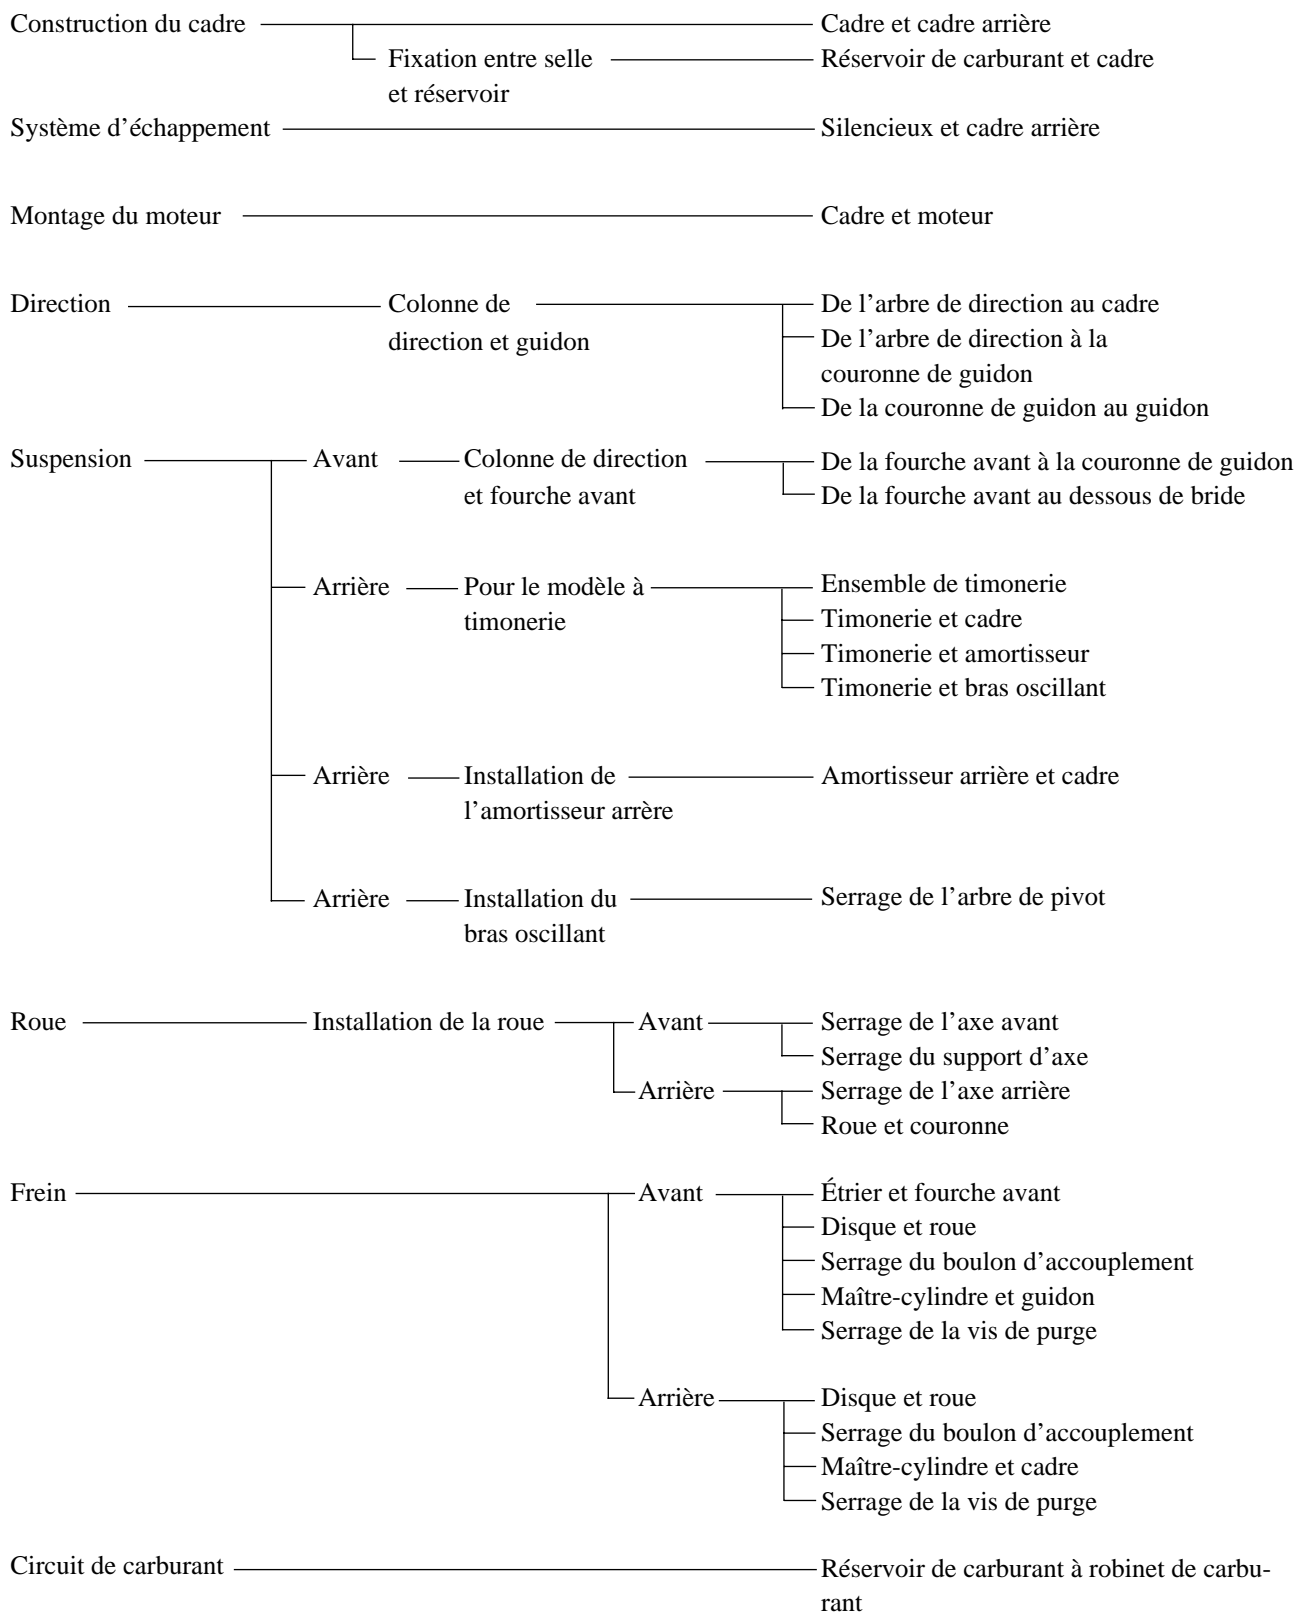 Construction du cadre Cadre et cadre arrière
Fixation entre selle Réservoir de carburant et cadre
et réservoir
Système d’échappement Silencieux et cadre arrière
Montage du moteur Cadre et moteur
Direction Colonne de De l’arbre de direction au cadre
direction et guidon De l’arbre de direction à la
couronne de guidon
De la couronne de guidon au guidon
Suspension Avant Colonne de direction De la fourche avant à la couronne de guidon
et fourche avant De la fourche avant au dessous de bride
Arrière Pour le modèle à Ensemble de timonerie
timonerie Timonerie et cadre
Timonerie et amortisseur
Timonerie et bras oscillant
Arrière Installation de Amortisseur arrière et cadre
l’amortisseur arrère
Arrière Installation du Serrage de l’arbre de pivot
bras oscillant
Roue Installation de la roue Avant Serrage de l’axe avant
Serrage du support d’axe
Arrière Serrage de l’axe arrière
Roue et couronne
Frein Avant Étrier et fourche avant
Disque et roue
Serrage du boulon d’accouplement
Maître-cylindre et guidon
Serrage de la vis de purge
Arrière Disque et roue
Serrage du boulon d’accouplement
Maître-cylindre et cadre
Serrage de la vis de purge
Circuit de carburant Réservoir de carburant à robinet de carbu-
rant